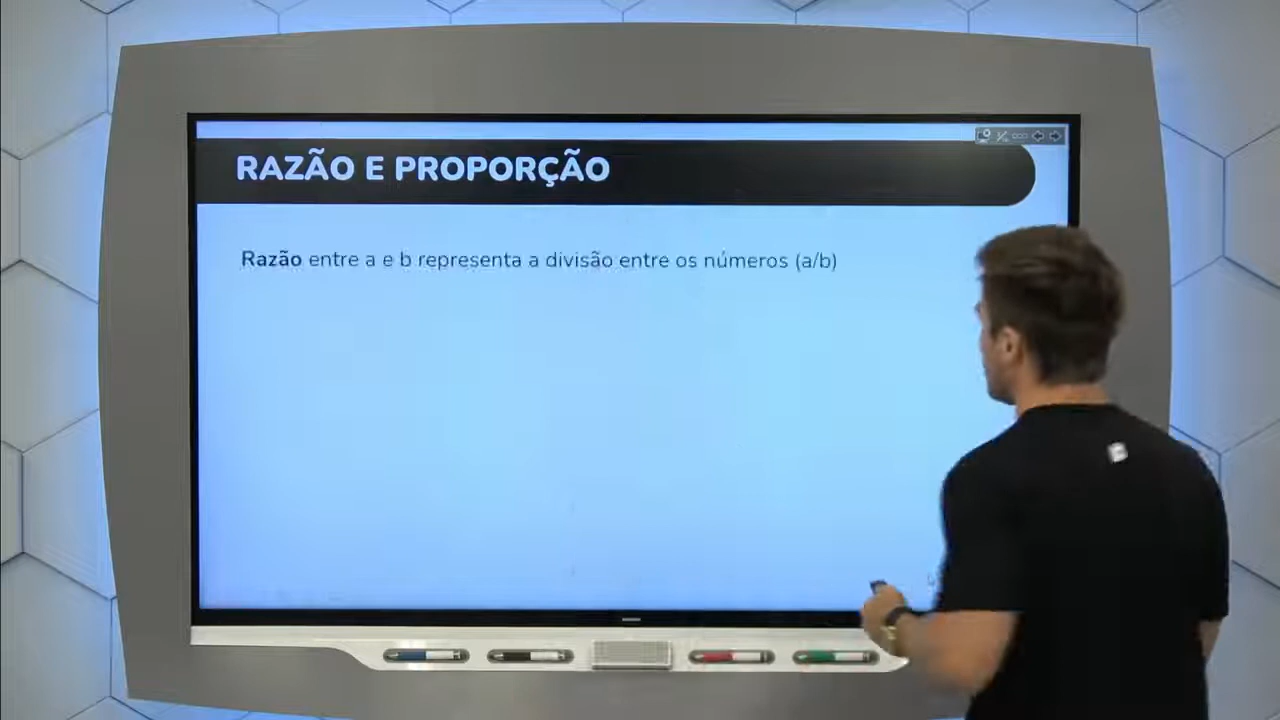 RAZÃO E PROPORÇÃO
Razão entre a e b representa a divisão entre os números (a/b)